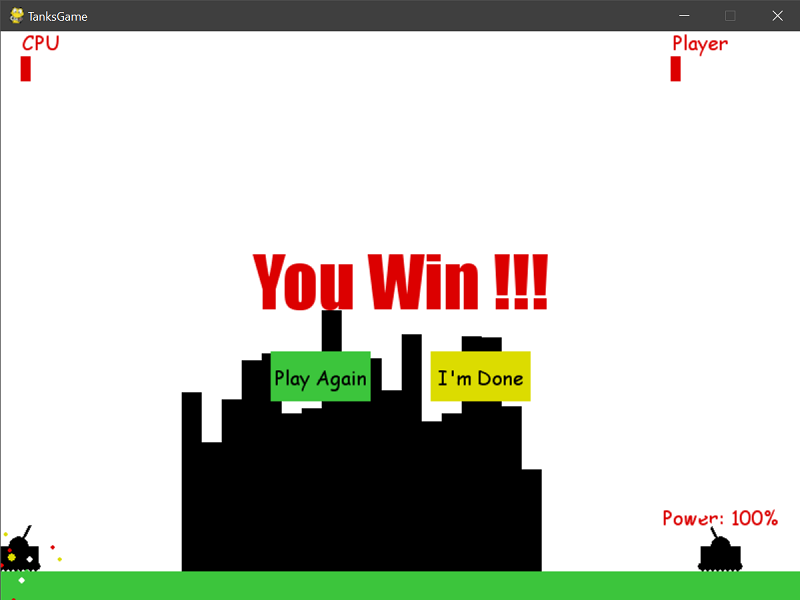 TanksGame
CPU
Player
You Win !!!
Play Again
I'm Done
Power: 100%